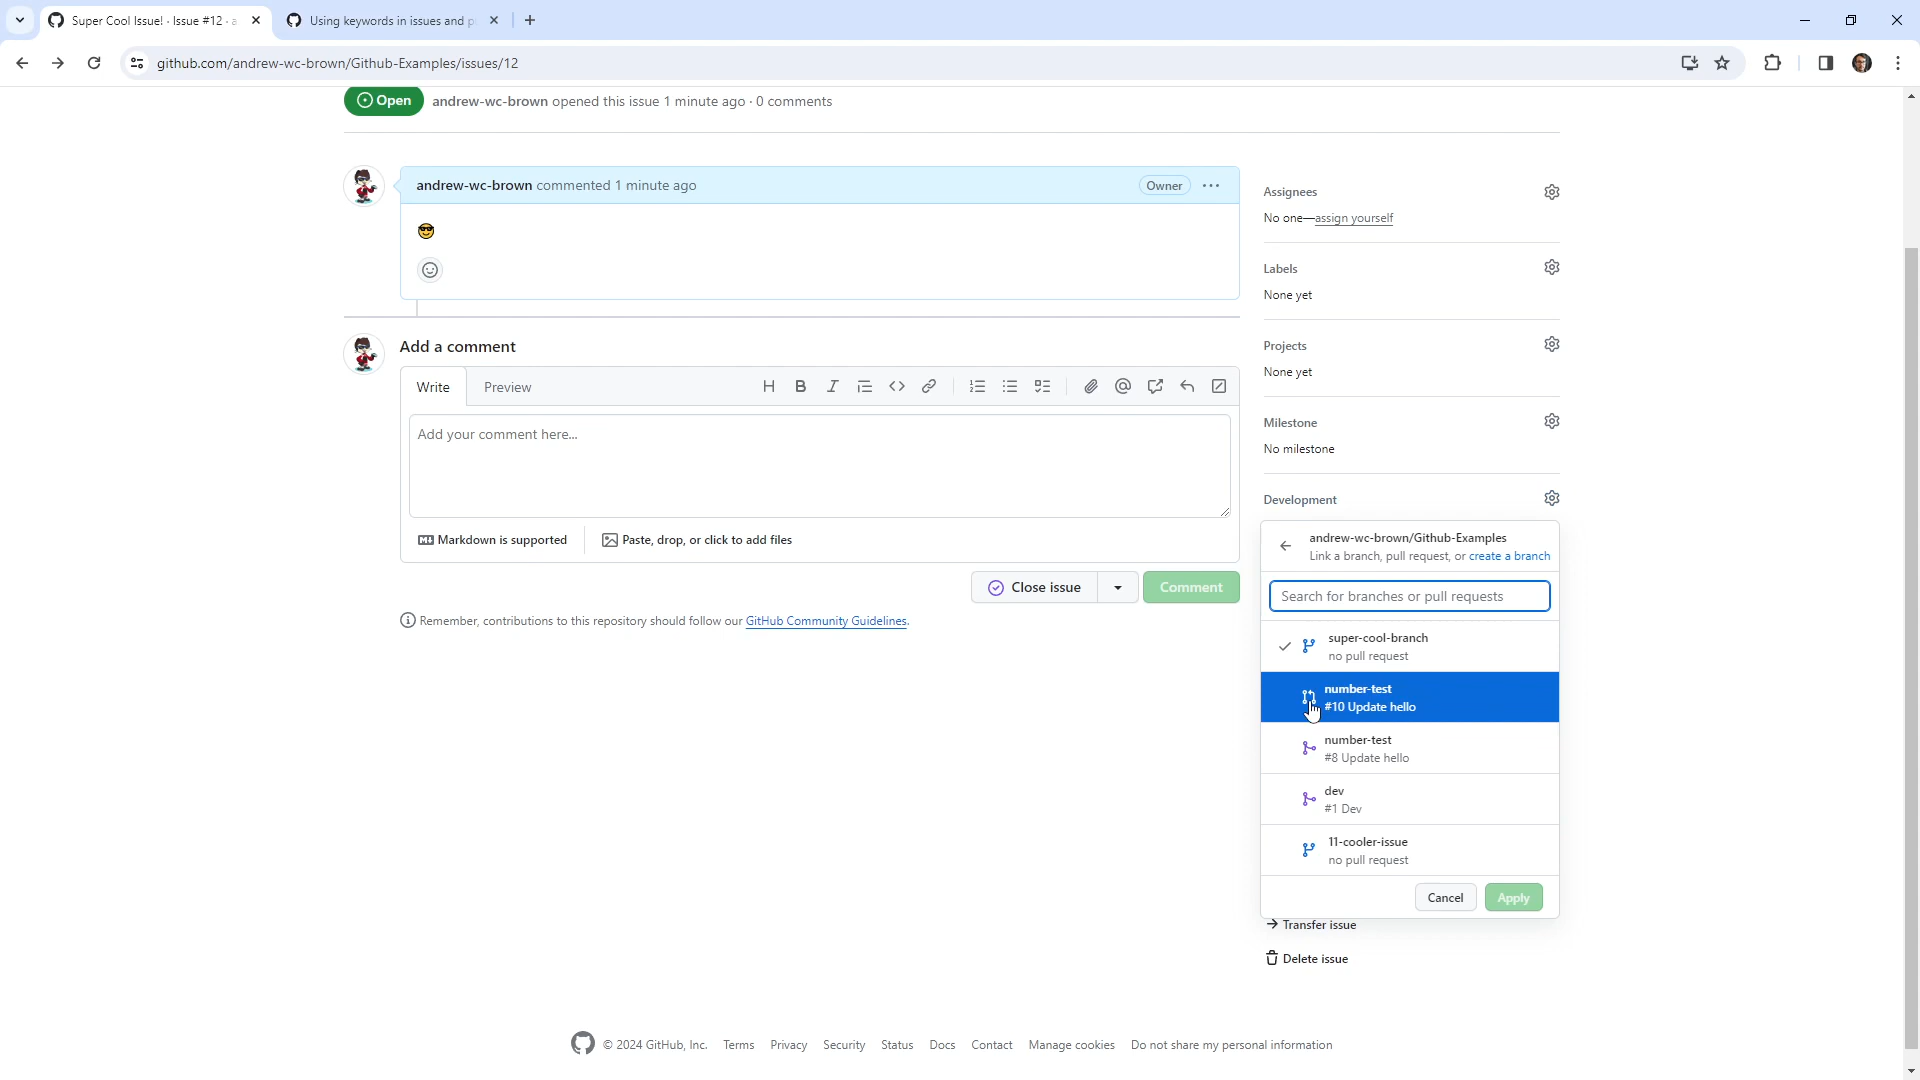 Super Cool Issue! · Issue #12 · a
Using keywords in issues and p
github.com/andrew-wc-brown/Github-Examples/issues/12
Open
andrew-wc-brown opened this issue 1 minute ago · 0 comments
andrew-wc-brown commented 1 minute ago
Owner
Add a comment
Write
Preview
Add your comment here...
Markdown is supported
Paste, drop, or click to add files
Close issue
Comment
Remember, contributions to this repository should follow our GitHub Community Guidelines.
Assignees
No one—assign yourself
Labels
None yet
Projects
None yet
Milestone
No milestone
Development
andrew-wc-brown/Github-Examples
Link a branch, pull request, or create a branch
Search for branches or pull requests
super-cool-branch
no pull request
number-test
#10 Update hello
number-test
#8 Update hello
dev
#1 Dev
11-cooler-issue
no pull request
Cancel
Apply
Transfer issue
Delete issue
© 2024 GitHub, Inc.
Terms
Privacy
Security
Status
Docs
Contact
Manage cookies
Do not share my personal information